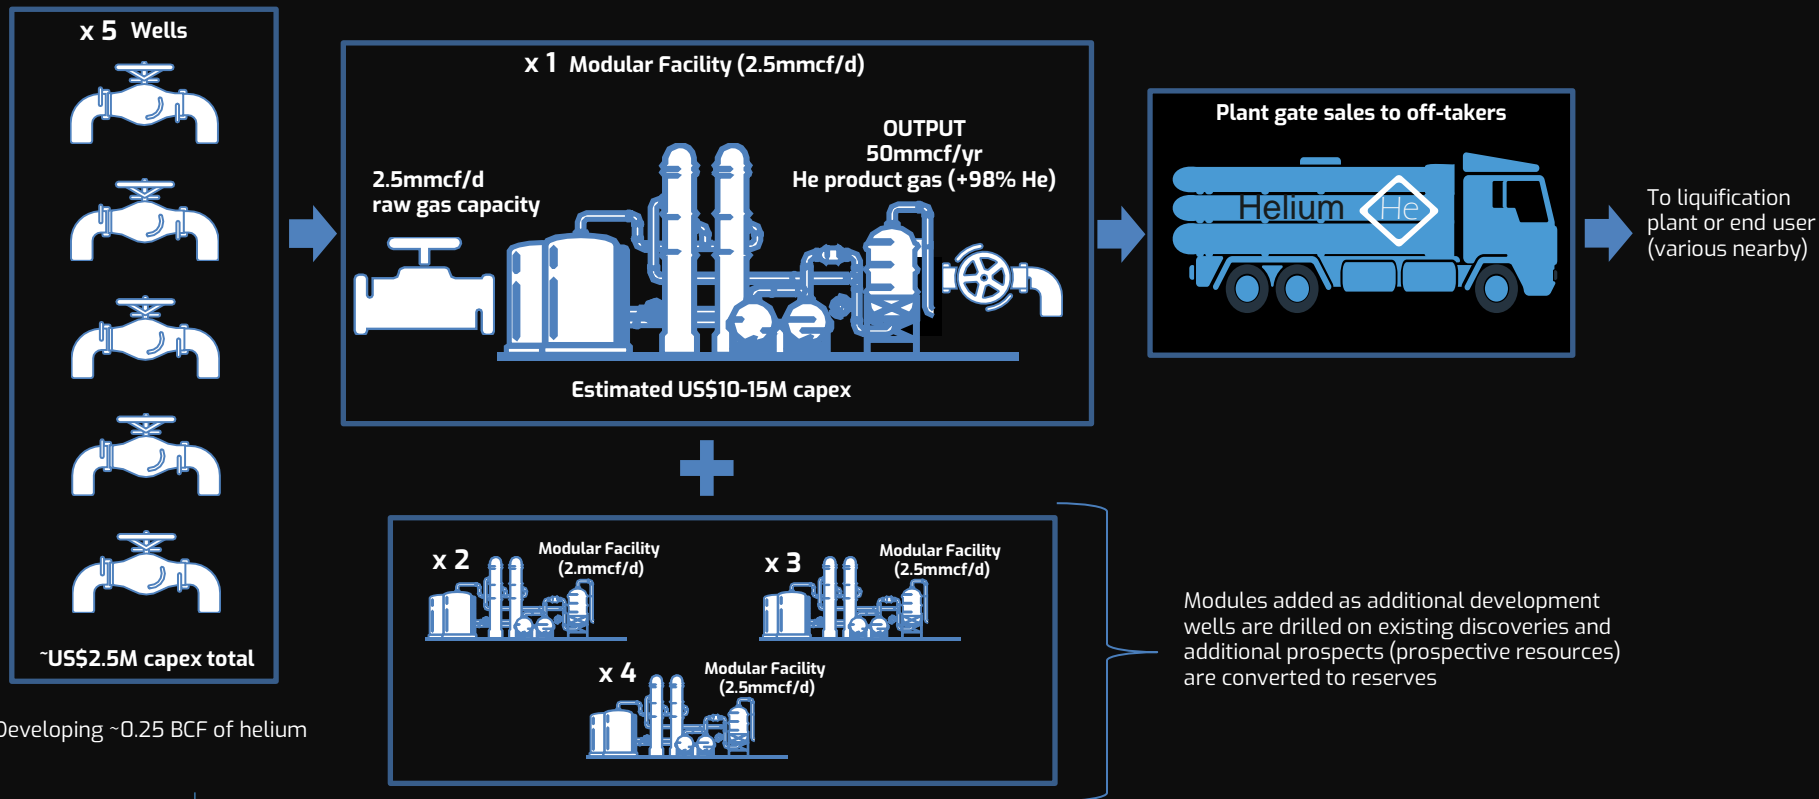 x 5 Wells
~US$2.5M capex total
Developing ~0.25 BCF of helium
x 1 Modular Facility (2.5mmcf/d)
2.5mmcf/d
raw gas capacity
OUTPUT
50mmcf/yr
He product gas (+98% He)
Estimated US$10-15M capex
Plant gate sales to off-takers
Helium
He
To liquification
plant or end user
(various nearby)
x 2
Modular Facility
(2.mmcf/d)
x 3
Modular Facility
(2.5mmcf/d)
x 4
Modular Facility
(2.5mmcf/d)
Modules added as additional development
wells are drilled on existing discoveries and
additional prospects (prospective resources)
are converted to reserves